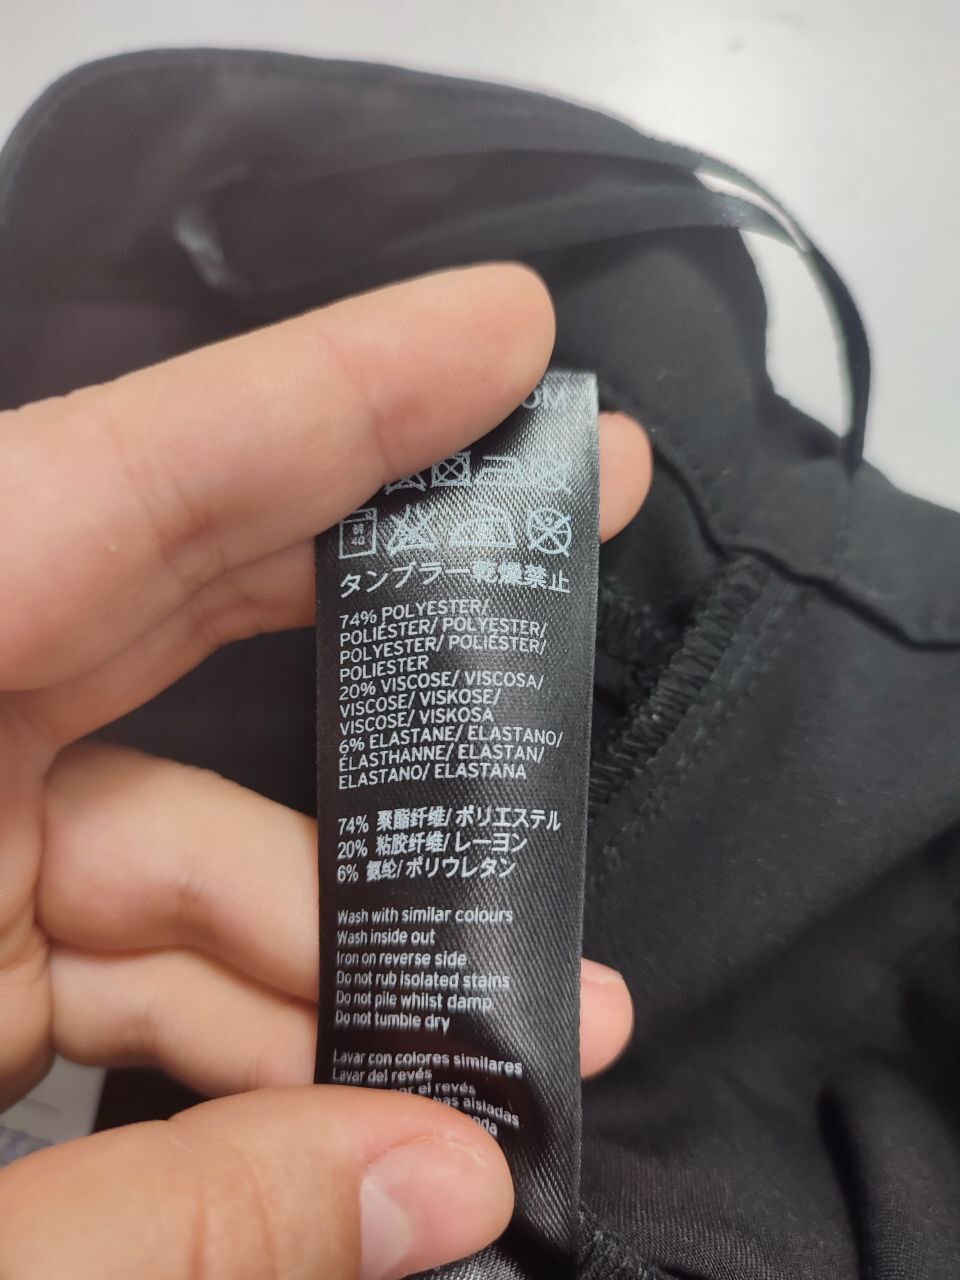 タンブラー乾燥禁止
74% POLYESTER/
POLIÉSTER/ POLYESTER/
POLYESTER/ POLIÉSTER/
POLIESTER
20% VISCOSE/ VISCOSA/
VISCOSE/ VISKOSE/
VISCOSE/ VISKOSA
6% ELASTANE/ ELASTANO/
ÉLASTHANNE/ ELASTAN/
ELASTANO/ ELASTANA
74% 聚酯纤维/ ポリエステル
20% 粘胶纤维/ レーヨン
6% 氨纶/ ポリウレタン
Wash with similar colours
Wash inside out
Iron on reverse side
Do not rub isolated stains
Do not pile whilst damp
Do not tumble dry
Lavar con colores similares
Lavar del revés
por el revés
aisladas